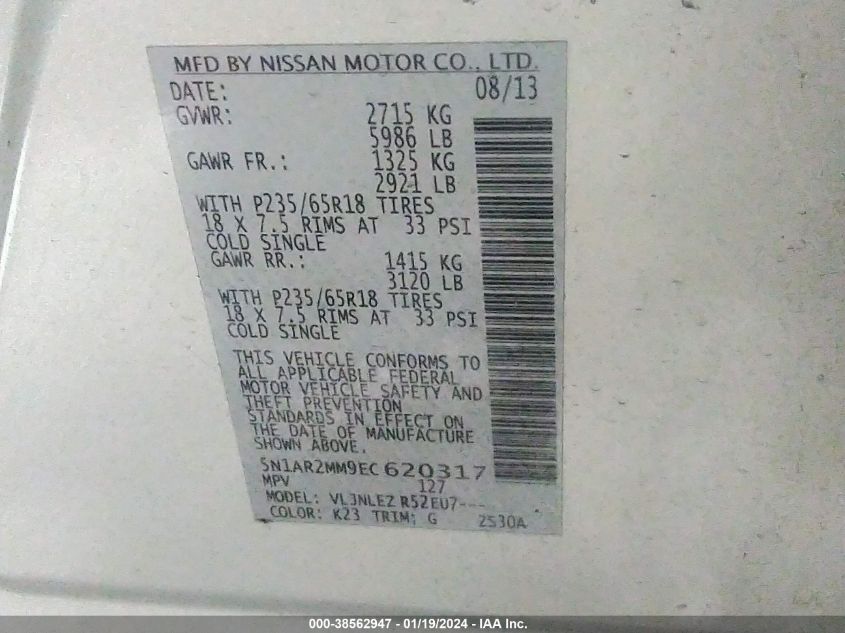 MFD BY NISSAN MOTOR CO., LTD.
DATE: 08/13
GVWR: 2715 KG
5986 LB
GAWR FR.: 1325 KG
2921 LB
WITH P235/65R18 TIRES
18 X 7.5 RIMS AT 33 PSI
COLD SINGLE
GAWR RR.: 1415 KG
3120 LB
WITH P235/65R18 TIRES
18 X 7.5 RIMS AT 33 PSI
COLD SINGLE
THIS VEHICLE CONFORMS TO
ALL APPLICABLE FEDERAL
MOTOR VEHICLE SAFETY AND
THEFT PREVENTION
STANDARDS IN EFFECT ON
THE DATE OF MANUFACTURE
SHOWN ABOVE.
5N1AR2MM9EC 620317
MPV 127
MODEL: VL3NLEZ R52EU7---
COLOR: K23 TRIM: G 2530A
000-38562947 - 01/19/2024 - IAA Inc.